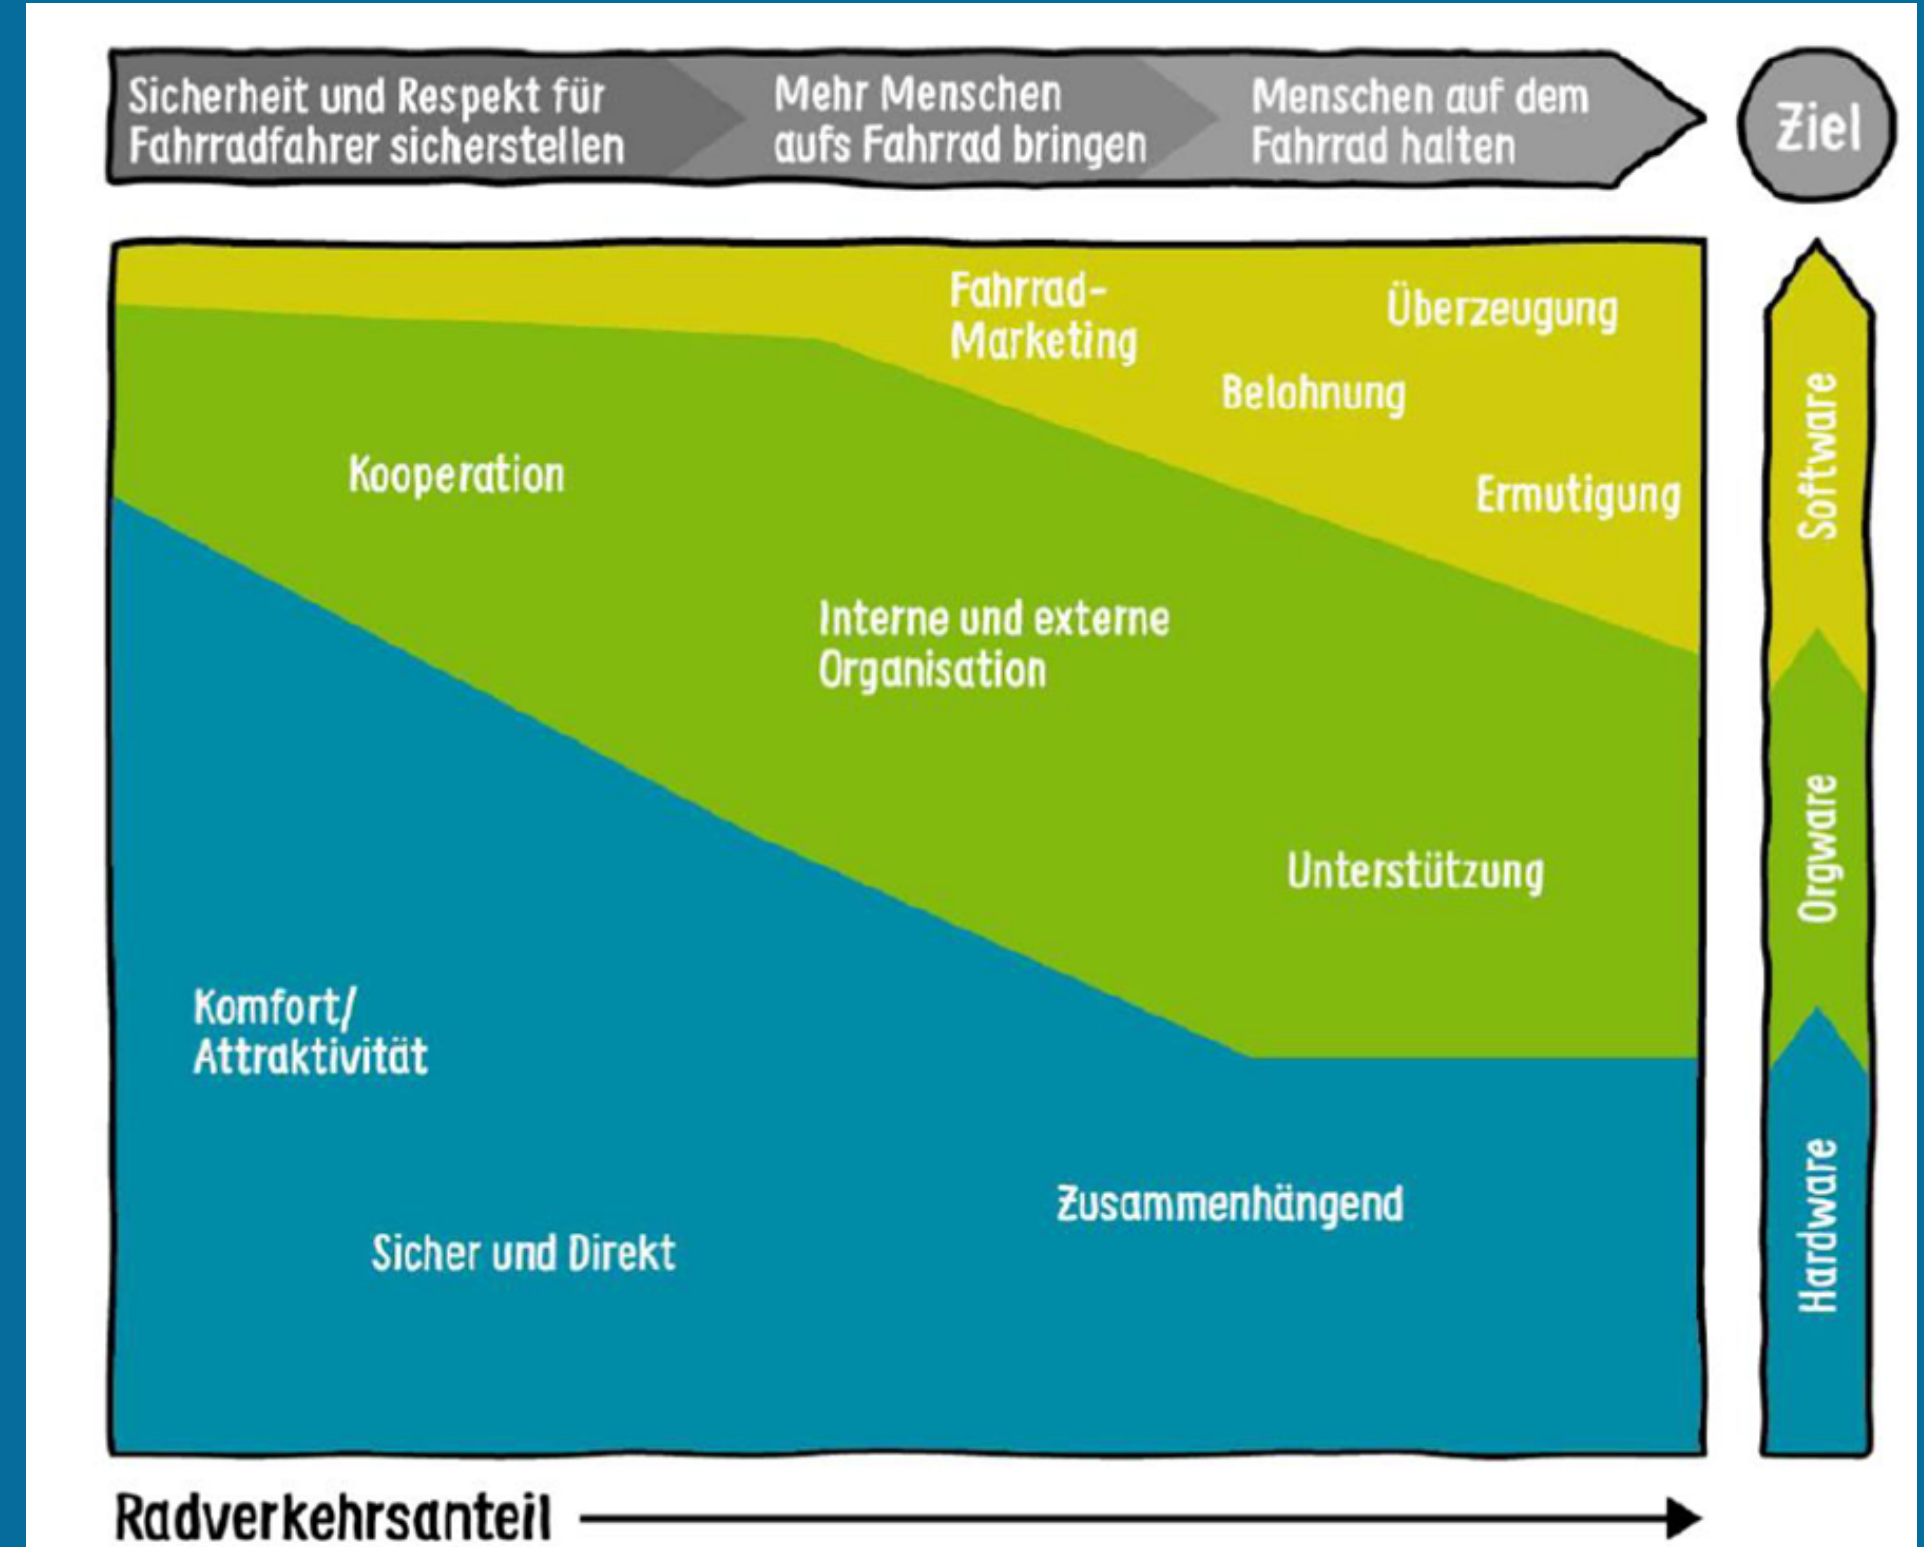 Sicherheit und Respekt für
Fahrradfahrer sicherstellen
Mehr Menschen
aufs Fahrrad bringen
Menschen auf dem
Fahrrad halten
Ziel
Fahrrad-
Marketing
Überzeugung
Belohnung
Ermutigung
Kooperation
Interne und externe
Organisation
Unterstützung
Komfort/
Attraktivität
Zusammenhängend
Sicher und Direkt
Software
Orgware
Hardware
Radverkehrsanteil